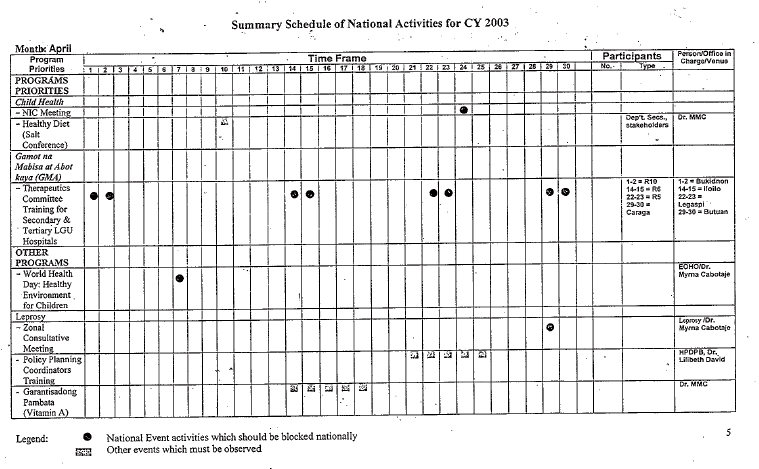 Summary Schedule of National Activities for CY 2003
Month: April
Program Priorities Time Frame Participants Person/Office in Charge/Venue
1 2 3 4 5 6 7 8 9 10 11 12 13 14 15 16 17 18 19 20 21 22 23 24 25 26 27 28 29 30 No. Type
PROGRAMS
PRIORITIES
Child Health
- NIC Meeting
- Healthy Diet Dep't. Secs., Dr. MMC
(Salt stakeholders
Conference)
Gamot na
Mabisa at Abot
kaya (GMA)
- Therapeutics 1-2 = R10 1-2 = Bukidnon
Committee 14-15 = R6 14-15 = Iloilo
Training for 22-23 = R5 22-23 =
Secondary & 29-30 = Legaspi
Tertiary LGU Caraga 29-30 = Butuan
Hospitals
OTHER
PROGRAMS
- World Health EOHO/Dr.
Day: Healthy Myrna Cabotaje
Environment
for Children
Leprosy
- Zonal Leprosy /Dr.
Consultative Myrna Cabotaje
Meeting
- Policy Planning HPDPB, Dr.
Coordinators Lilibeth David
Training
- Garantisadong Dr. MMC
Pambata
(Vitamin A)
Legend: National Event activities which should be blocked nationally
Other events which must be observed
5